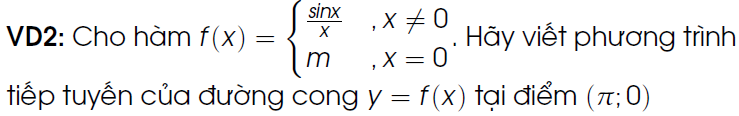 VD2: Cho hàm f(x) = { sinx/x , x ≠ 0 ; m , x = 0 . Hãy viết phương trình
tiếp tuyến của đường cong y = f(x) tại điểm (π; 0)